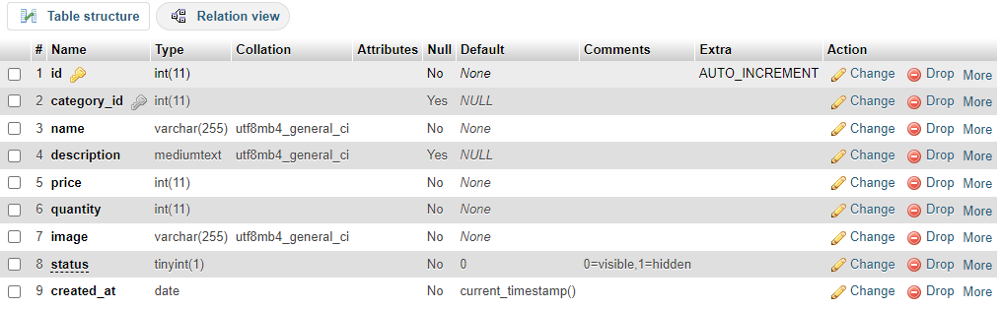 Table structure Relation view
# Name Type Collation Attributes Null Default Comments Extra Action
1 id int(11) No None AUTO_INCREMENT Change Drop More
2 category_id int(11) Yes NULL Change Drop More
3 name varchar(255) utf8mb4_general_ci No None Change Drop More
4 description mediumtext utf8mb4_general_ci Yes NULL Change Drop More
5 price int(11) No None Change Drop More
6 quantity int(11) No None Change Drop More
7 image varchar(255) utf8mb4_general_ci No None Change Drop More
8 status tinyint(1) No 0 0=visible,1=hidden Change Drop More
9 created_at date No current_timestamp() Change Drop More